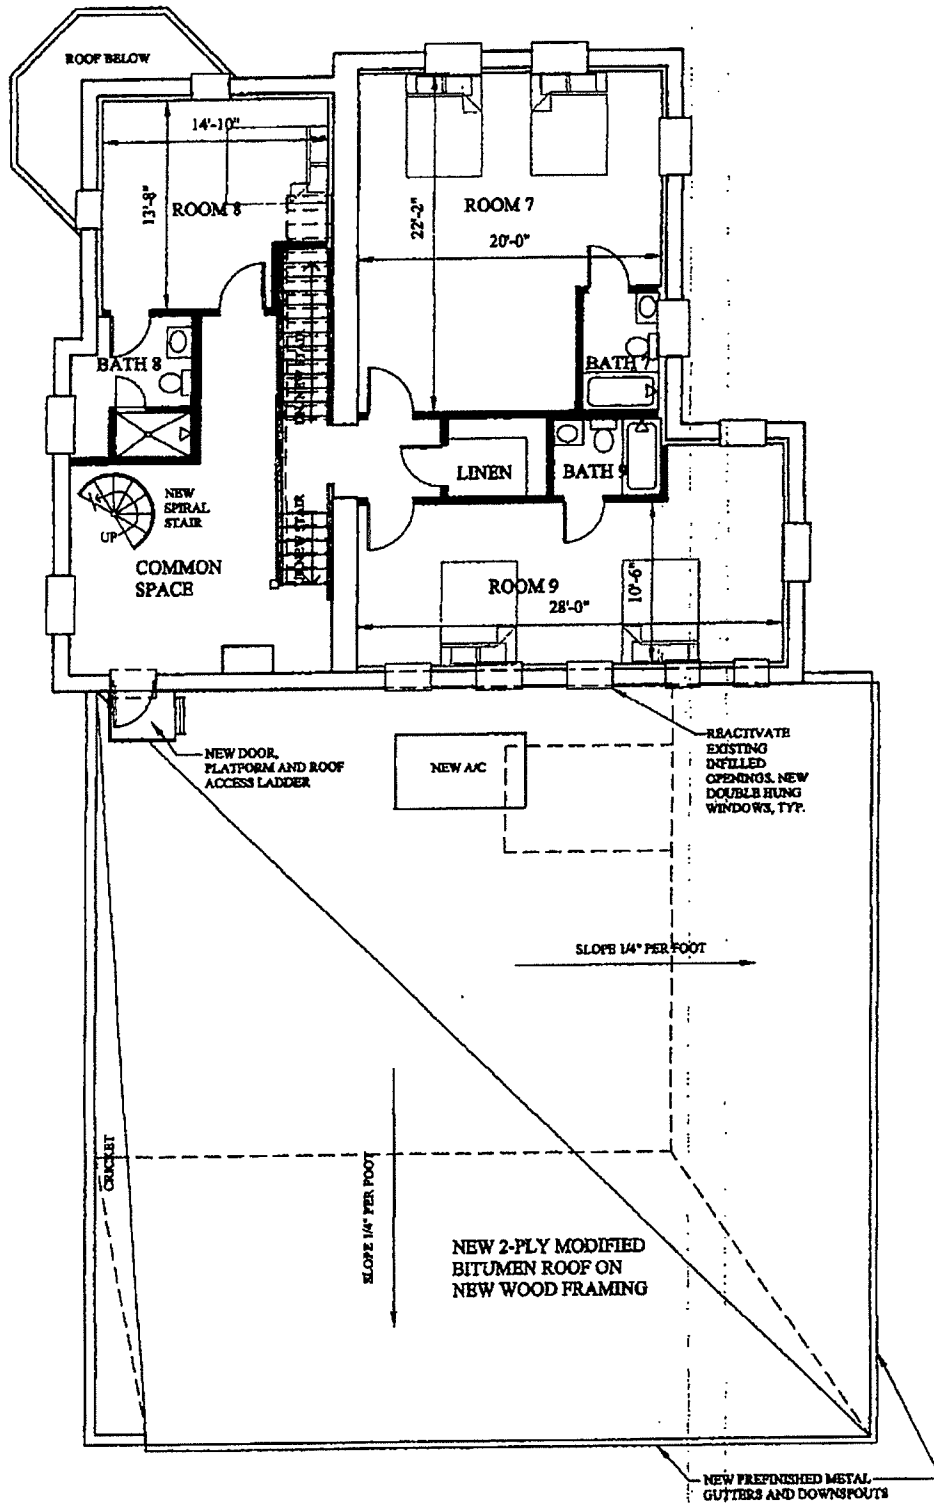 ROOF BELOW
14'-10"
13'-8"
ROOM 8
22'-2"
ROOM 7
20'-0"
BATH 8
BATH 7
LINEN
BATH 9
NEW
SPIRAL
STAIR
UP
COMMON
SPACE
NEW STAIR
ROOM 9
10'-6"
28'-0"
NEW DOOR,
PLATFORM AND ROOF
ACCESS LADDER
NEW A/C
REACTIVATE
EXISTING
INFILLED
OPENINGS. NEW
DOUBLE HUNG
WINDOWS, TYP.
SLOPE 1/4" PER FOOT
CRICKET
SLOPE 1/4" PER FOOT
NEW 2-PLY MODIFIED
BITUMEN ROOF ON
NEW WOOD FRAMING
NEW PREFINISHED METAL
GUTTERS AND DOWNSPOUTS